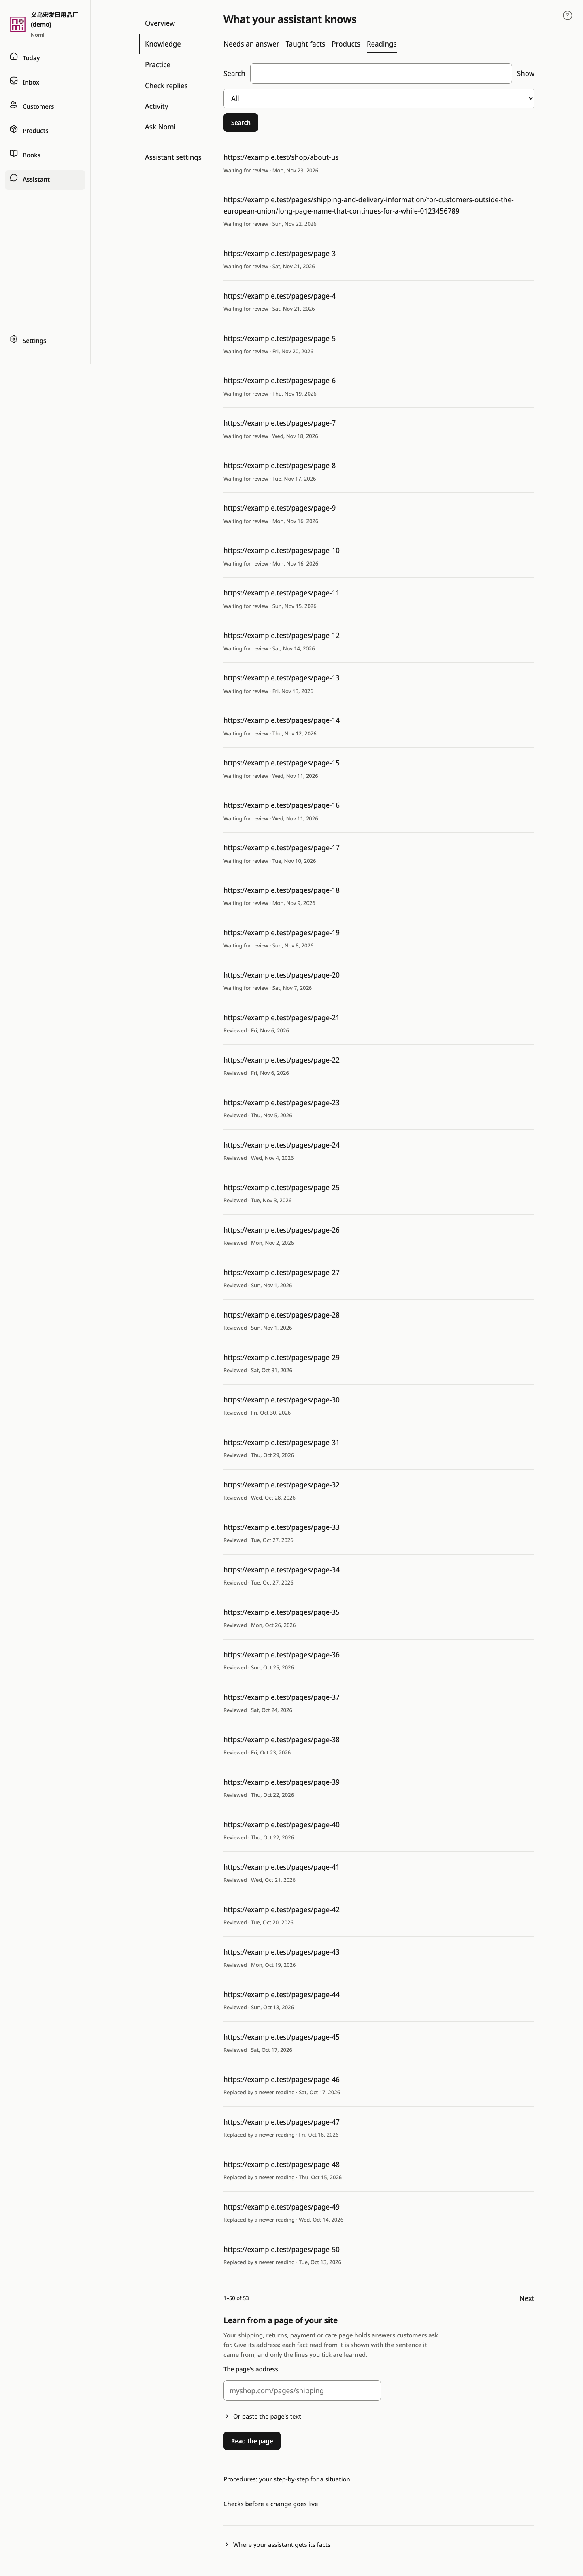 义乌宏发日用品厂
(demo)
Nomi
Today
Inbox
Customers
Products
Books
Assistant
Settings
Overview
Knowledge
Practice
Check replies
Activity
Ask Nomi
Assistant settings
What your assistant knows
Needs an answer Taught facts Products Readings
Search Show
All
Search
https://example.test/shop/about-us
Waiting for review · Mon, Nov 23, 2026
https://example.test/pages/shipping-and-delivery-information/for-customers-outside-the-
european-union/long-page-name-that-continues-for-a-while-0123456789
Waiting for review · Sun, Nov 22, 2026
https://example.test/pages/page-3
Waiting for review · Sat, Nov 21, 2026
https://example.test/pages/page-4
Waiting for review · Sat, Nov 21, 2026
https://example.test/pages/page-5
Waiting for review · Fri, Nov 20, 2026
https://example.test/pages/page-6
Waiting for review · Thu, Nov 19, 2026
https://example.test/pages/page-7
Waiting for review · Wed, Nov 18, 2026
https://example.test/pages/page-8
Waiting for review · Tue, Nov 17, 2026
https://example.test/pages/page-9
Waiting for review · Mon, Nov 16, 2026
https://example.test/pages/page-10
Waiting for review · Mon, Nov 16, 2026
https://example.test/pages/page-11
Waiting for review · Sun, Nov 15, 2026
https://example.test/pages/page-12
Waiting for review · Sat, Nov 14, 2026
https://example.test/pages/page-13
Waiting for review · Fri, Nov 13, 2026
https://example.test/pages/page-14
Waiting for review · Thu, Nov 12, 2026
https://example.test/pages/page-15
Waiting for review · Wed, Nov 11, 2026
https://example.test/pages/page-16
Waiting for review · Wed, Nov 11, 2026
https://example.test/pages/page-17
Waiting for review · Tue, Nov 10, 2026
https://example.test/pages/page-18
Waiting for review · Mon, Nov 9, 2026
https://example.test/pages/page-19
Waiting for review · Sun, Nov 8, 2026
https://example.test/pages/page-20
Waiting for review · Sat, Nov 7, 2026
https://example.test/pages/page-21
Reviewed · Fri, Nov 6, 2026
https://example.test/pages/page-22
Reviewed · Fri, Nov 6, 2026
https://example.test/pages/page-23
Reviewed · Thu, Nov 5, 2026
https://example.test/pages/page-24
Reviewed · Wed, Nov 4, 2026
https://example.test/pages/page-25
Reviewed · Tue, Nov 3, 2026
https://example.test/pages/page-26
Reviewed · Mon, Nov 2, 2026
https://example.test/pages/page-27
Reviewed · Sun, Nov 1, 2026
https://example.test/pages/page-28
Reviewed · Sun, Nov 1, 2026
https://example.test/pages/page-29
Reviewed · Sat, Oct 31, 2026
https://example.test/pages/page-30
Reviewed · Fri, Oct 30, 2026
https://example.test/pages/page-31
Reviewed · Thu, Oct 29, 2026
https://example.test/pages/page-32
Reviewed · Wed, Oct 28, 2026
https://example.test/pages/page-33
Reviewed · Tue, Oct 27, 2026
https://example.test/pages/page-34
Reviewed · Tue, Oct 27, 2026
https://example.test/pages/page-35
Reviewed · Mon, Oct 26, 2026
https://example.test/pages/page-36
Reviewed · Sun, Oct 25, 2026
https://example.test/pages/page-37
Reviewed · Sat, Oct 24, 2026
https://example.test/pages/page-38
Reviewed · Fri, Oct 23, 2026
https://example.test/pages/page-39
Reviewed · Thu, Oct 22, 2026
https://example.test/pages/page-40
Reviewed · Thu, Oct 22, 2026
https://example.test/pages/page-41
Reviewed · Wed, Oct 21, 2026
https://example.test/pages/page-42
Reviewed · Tue, Oct 20, 2026
https://example.test/pages/page-43
Reviewed · Mon, Oct 19, 2026
https://example.test/pages/page-44
Reviewed · Sun, Oct 18, 2026
https://example.test/pages/page-45
Reviewed · Sat, Oct 17, 2026
https://example.test/pages/page-46
Replaced by a newer reading · Sat, Oct 17, 2026
https://example.test/pages/page-47
Replaced by a newer reading · Fri, Oct 16, 2026
https://example.test/pages/page-48
Replaced by a newer reading · Thu, Oct 15, 2026
https://example.test/pages/page-49
Replaced by a newer reading · Wed, Oct 14, 2026
https://example.test/pages/page-50
Replaced by a newer reading · Tue, Oct 13, 2026
1–50 of 53 Next
Learn from a page of your site
Your shipping, returns, payment or care page holds answers customers ask
for. Give its address: each fact read from it is shown with the sentence it
came from, and only the lines you tick are learned.
The page's address
myshop.com/pages/shipping
Or paste the page's text
Read the page
Procedures: your step-by-step for a situation
Checks before a change goes live
Where your assistant gets its facts